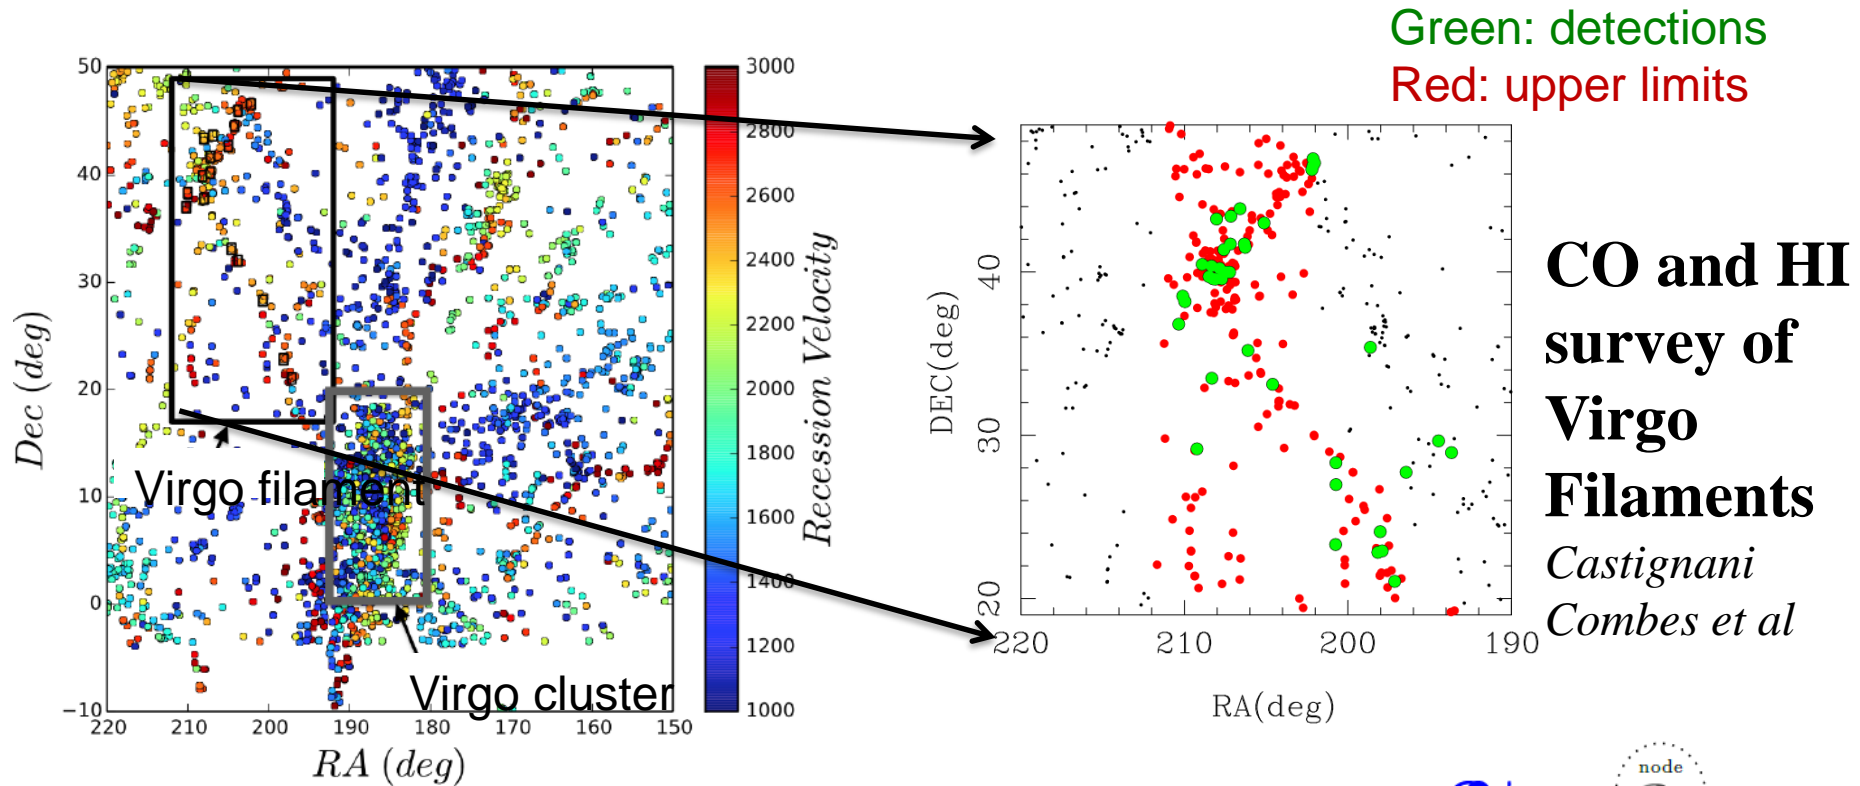 Green: detections
Red: upper limits
50
40
30
20
10
0
−10
220
210
200
190
180
170
160
150
Dec (deg)
RA (deg)
Virgo filament
Virgo cluster
3000
2800
2600
2400
2200
2000
1800
1600
1400
1200
1000
Recession Velocity
40
30
20
DEC(deg)
220
210
200
190
RA(deg)
CO and HI
survey of
Virgo
Filaments
Castignani
Combes et al
node